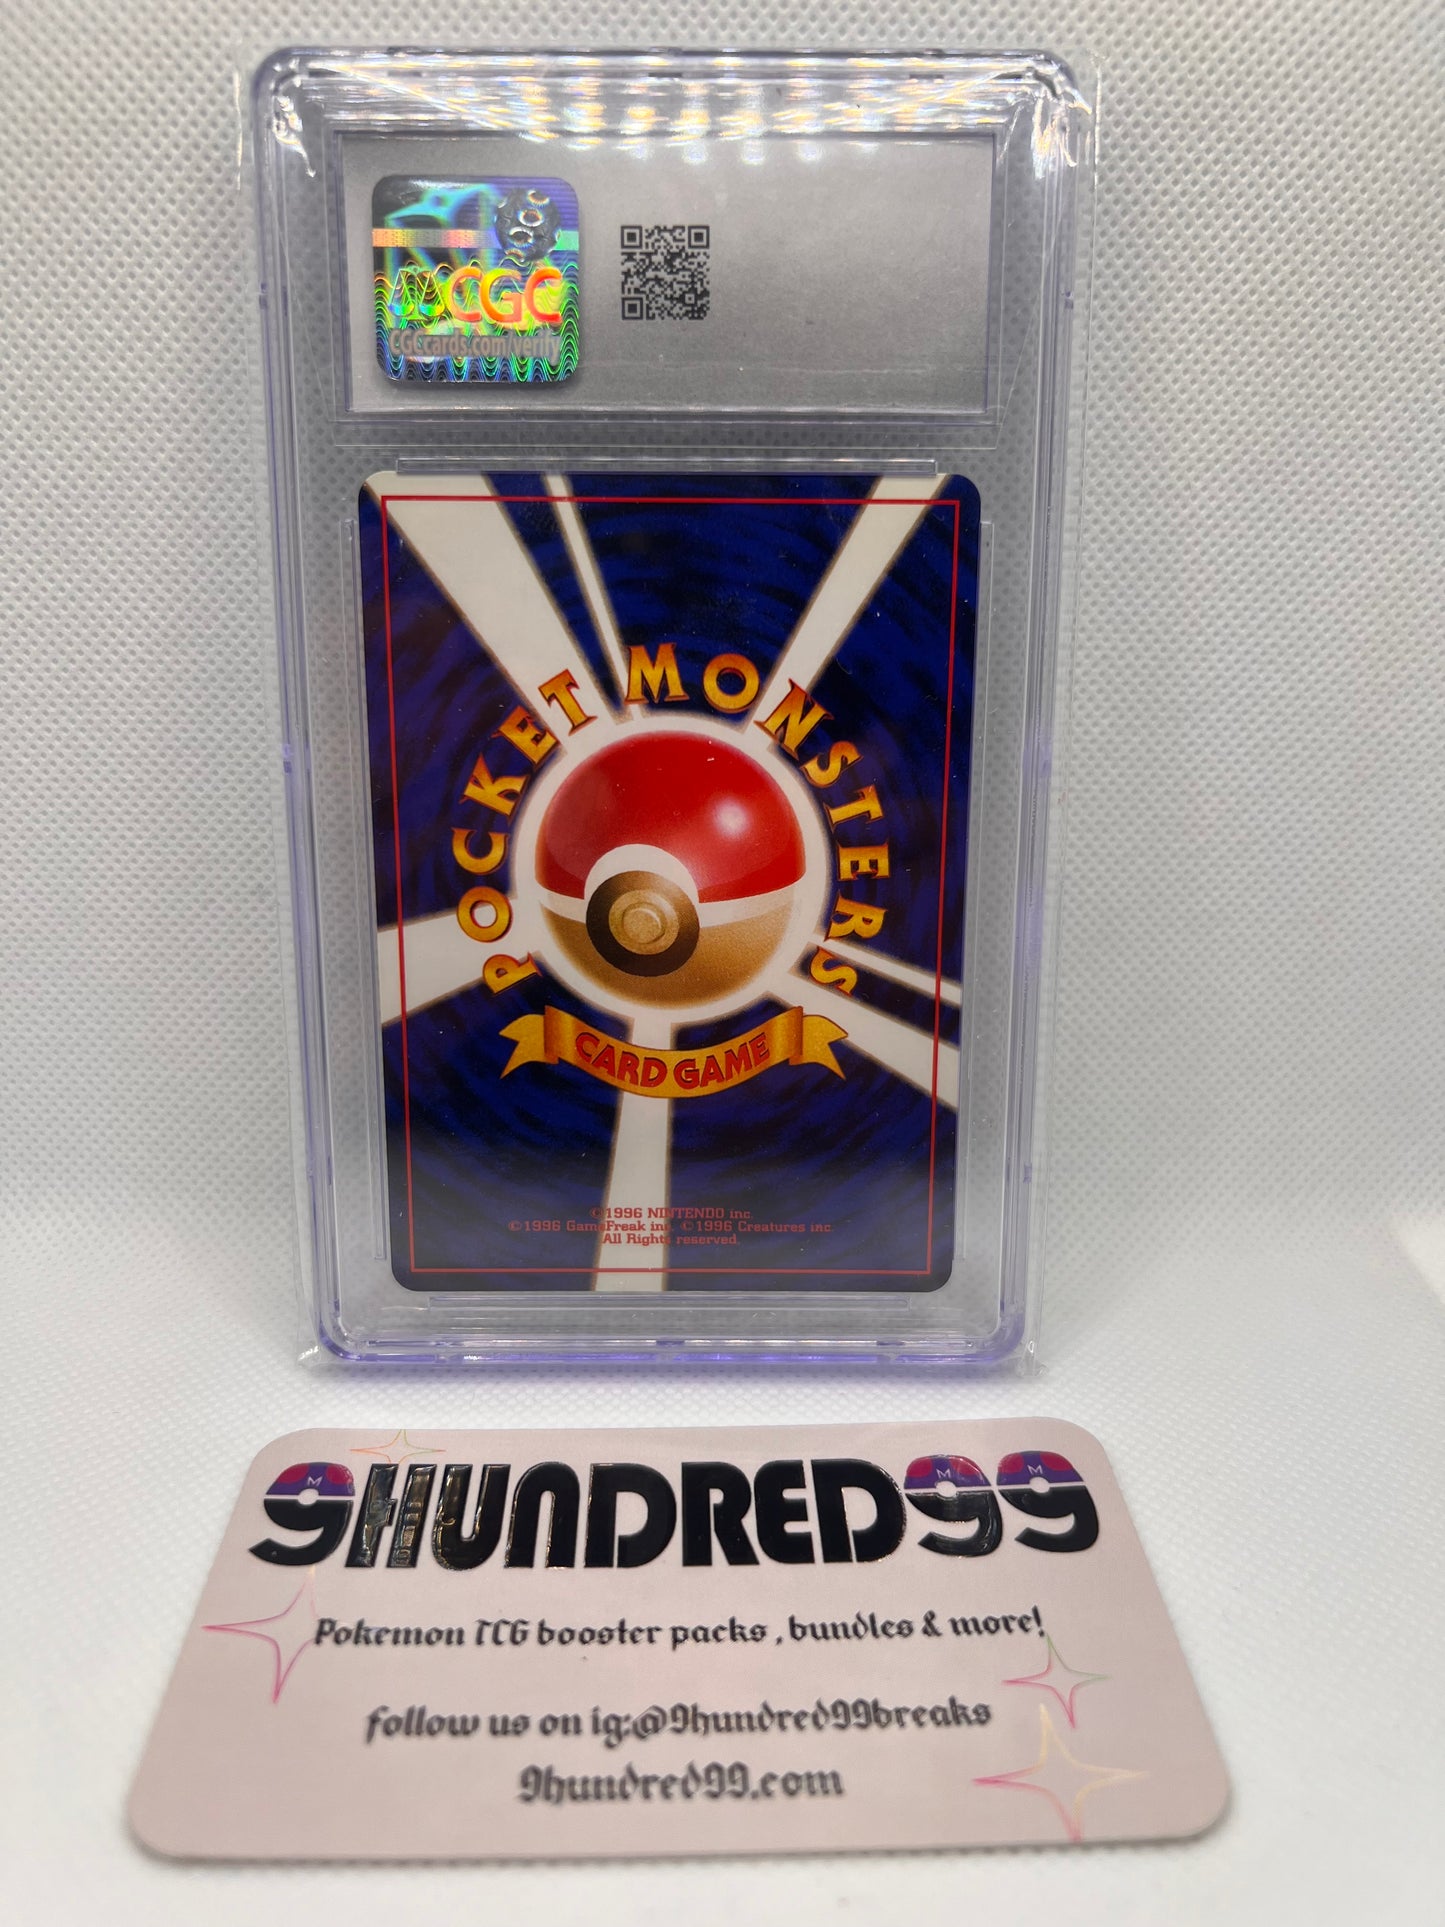 CGC
CGCcards.com/verify
POCKET MONSTERS
CARD GAME
©1996 NINTENDO inc.
©1996 GameFreak inc. ©1996 Creatures inc.
All Rights reserved.
9HUNDRED99
Pokemon TCG booster packs, bundles & more!
follow us on ig:@9hundred99breaks
9hundred99.com